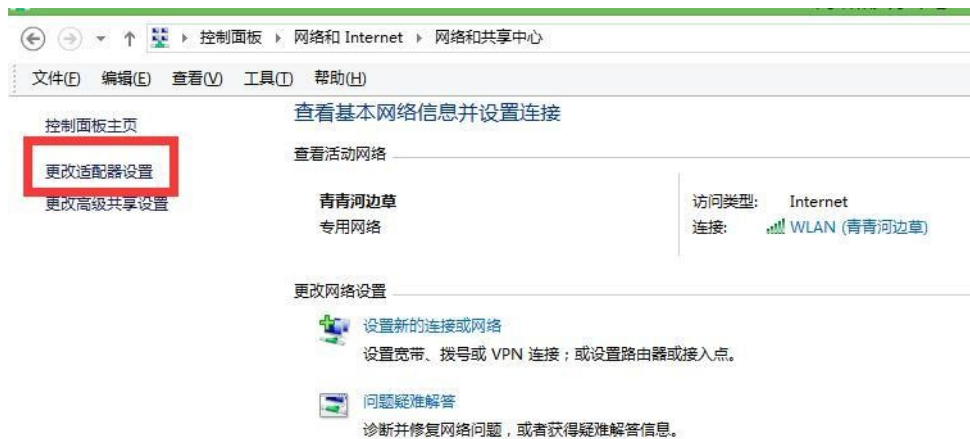 控制面板 ▸ 网络和 Internet ▸ 网络和共享中心
文件(F) 编辑(E) 查看(V) 工具(T) 帮助(H)
控制面板主页
更改适配器设置
更改高级共享设置
查看基本网络信息并设置连接
查看活动网络
青青河边草
专用网络
访问类型: Internet
连接: WLAN (青青河边草)
更改网络设置
设置新的连接或网络
设置宽带、拨号或 VPN 连接；或设置路由器或接入点。
问题疑难解答
诊断并修复网络问题，或者获得疑难解答信息。